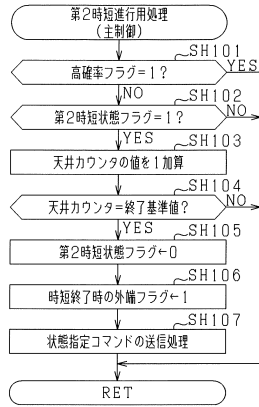 第2時短進行用処理
(主制御)
SH101
高確率フラグ=1?
YES
NO
SH102
第2時短状態フラグ=1?
NO
YES
SH103
天井カウンタの値を1加算
SH104
天井カウンタ=終了基準値?
NO
YES
SH105
第2時短状態フラグ←0
SH106
時短終了時の外端フラグ←1
SH107
状態指定コマンドの送信処理
RET